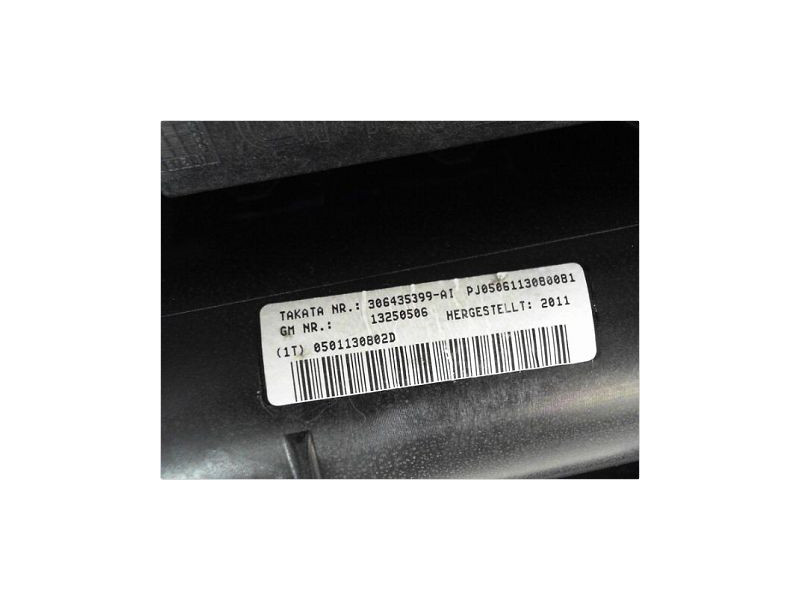 TAKATA NR.: 306435399-AI PJ0506113080081
GM NR.: 13250506 HERGESTELLT: 2011
(1T) 0501130802D